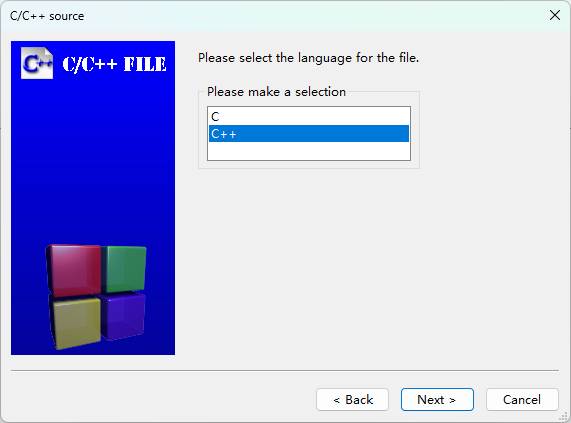 C/C++ source
C++
C/C++ FILE
Please select the language for the file.
Please make a selection
C
C++
< Back
Next >
Cancel